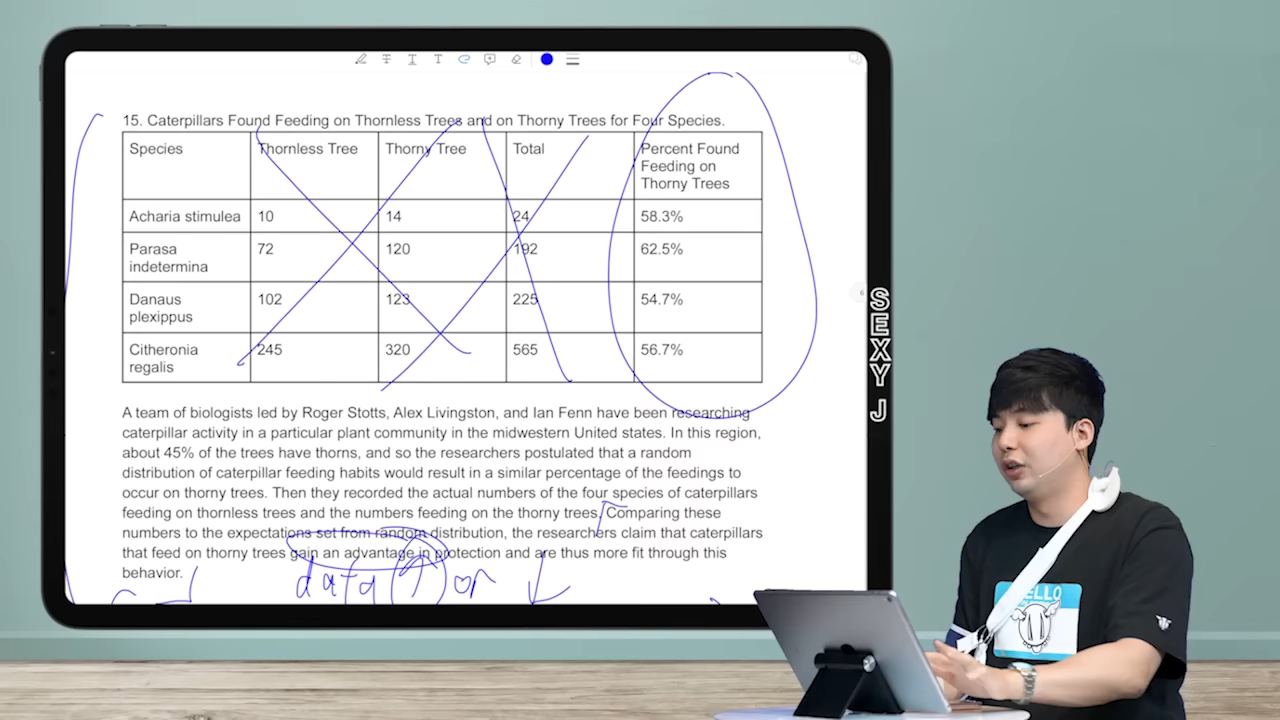 15. Caterpillars Found Feeding on Thornless Trees and on Thorny Trees for Four Species.
Species Thornless Tree Thorny Tree Total Percent Found Feeding on Thorny Trees
Acharia stimulea 10 14 24 58.3%
Parasa indetermina 72 120 192 62.5%
Danaus plexippus 102 123 225 54.7%
Citheronia regalis 245 320 565 56.7%
A team of biologists led by Roger Stotts, Alex Livingston, and Ian Fenn have been researching
caterpillar activity in a particular plant community in the midwestern United states. In this region,
about 45% of the trees have thorns, and so the researchers postulated that a random
distribution of caterpillar feeding habits would result in a similar percentage of the feedings to
occur on thorny trees. Then they recorded the actual numbers of the four species of caterpillars
feeding on thornless trees and the numbers feeding on the thorny trees. Comparing these
numbers to the expectations set from random distribution, the researchers claim that caterpillars
that feed on thorny trees gain an advantage in protection and are thus more fit through this
behavior.
data (↑) or ↓
6
SEXY J
HELLO